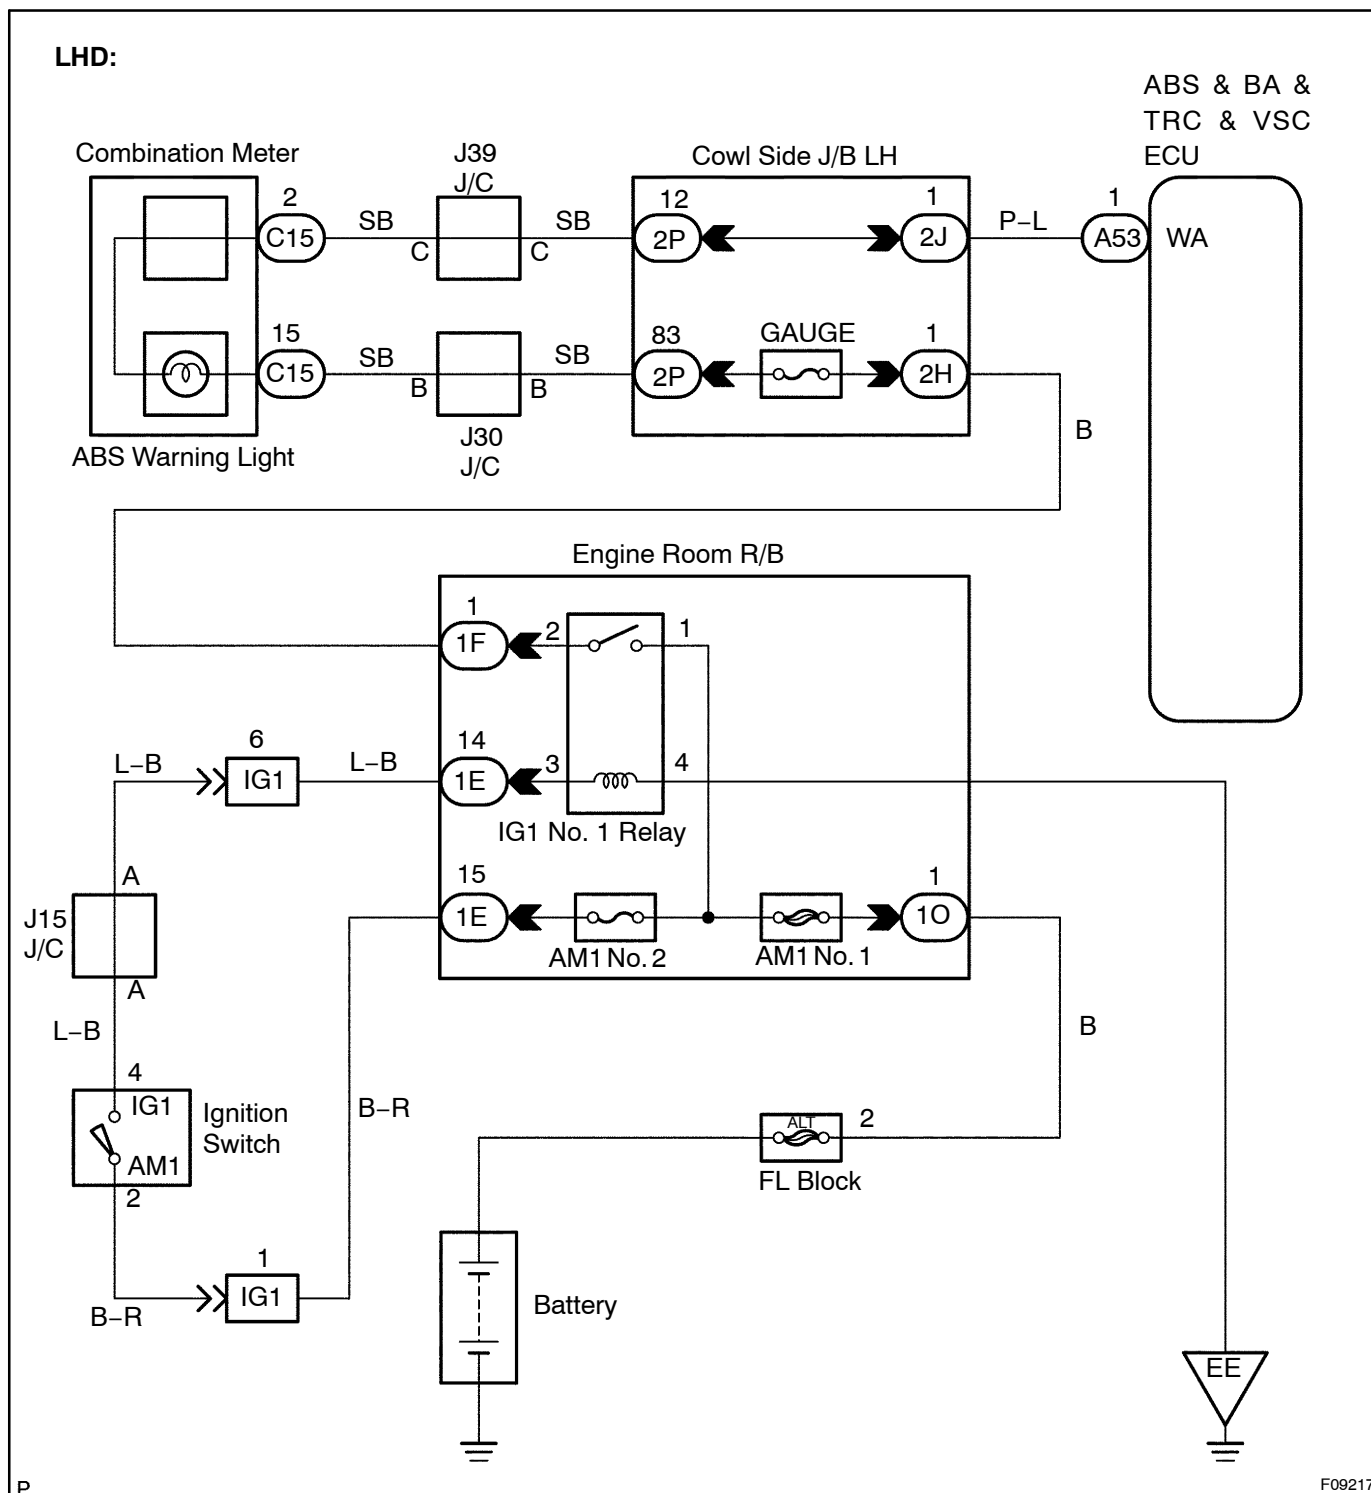 LHD:
ABS & BA &
TRC & VSC
ECU
Combination Meter
J39
J/C
Cowl Side J/B LH
2
C15
SB
C
C
SB
12
2P
1
2J
P–L
1
A53
WA
15
C15
SB
B
B
SB
83
2P
GAUGE
1
2H
B
ABS Warning Light
J30
J/C
Engine Room R/B
1
1F
2
1
6
L–B
IG1
L–B
14
1E
3
4
IG1 No. 1 Relay
A
J15
J/C
A
15
1E
AM1 No. 2
AM1 No. 1
1
1O
L–B
B
4
IG1
Ignition
Switch
AM1
2
B–R
ALT
2
FL Block
1
IG1
B–R
Battery
EE
P
F09217